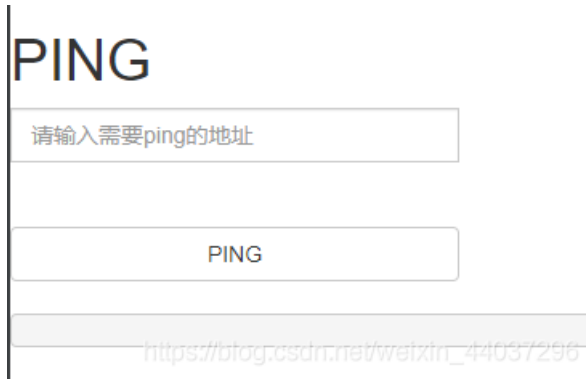 PING
请输入需要ping的地址
PING
https://blog.csdn.net/weixin_44037296